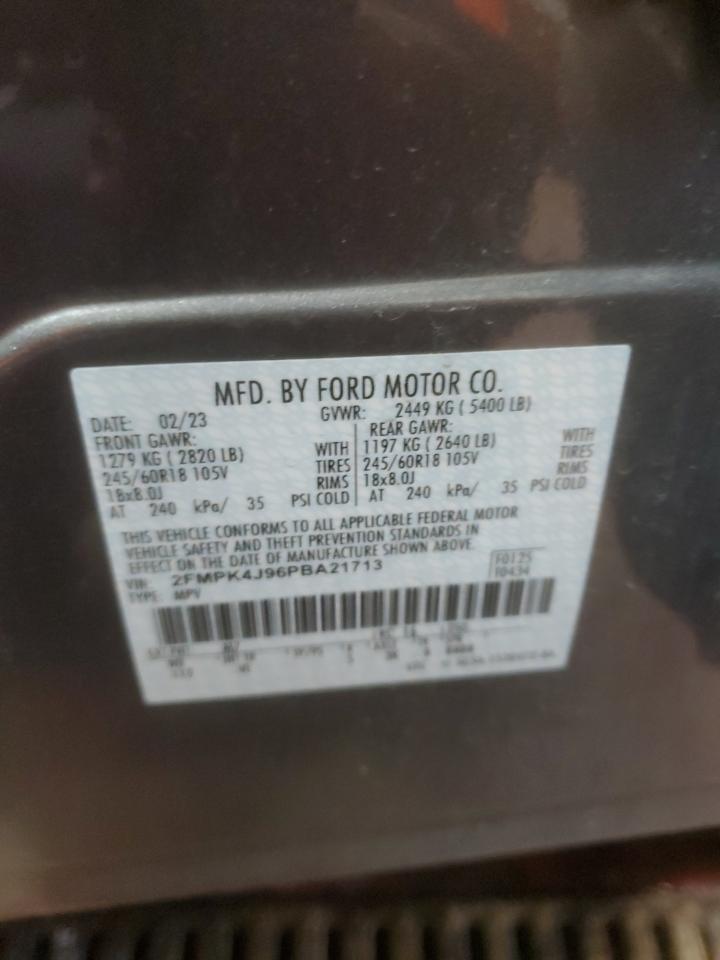 MFD. BY FORD MOTOR CO.
DATE: 02/23
GVWR: 2449 KG ( 5400 LB)
FRONT GAWR:
1279 KG ( 2820 LB) WITH
245/60R18 105V TIRES
18x8.0J RIMS
AT 240 kPa/ 35 PSI COLD
REAR GAWR:
1197 KG ( 2640 LB) WITH
245/60R18 105V TIRES
18x8.0J RIMS
AT 240 kPa/ 35 PSI COLD
THIS VEHICLE CONFORMS TO ALL APPLICABLE FEDERAL MOTOR
VEHICLE SAFETY AND THEFT PREVENTION STANDARDS IN
EFFECT ON THE DATE OF MANUFACTURE SHOWN ABOVE.
VIN: 2FMPK4J96PBA21713
TYPE: MPV
F0125
T0434